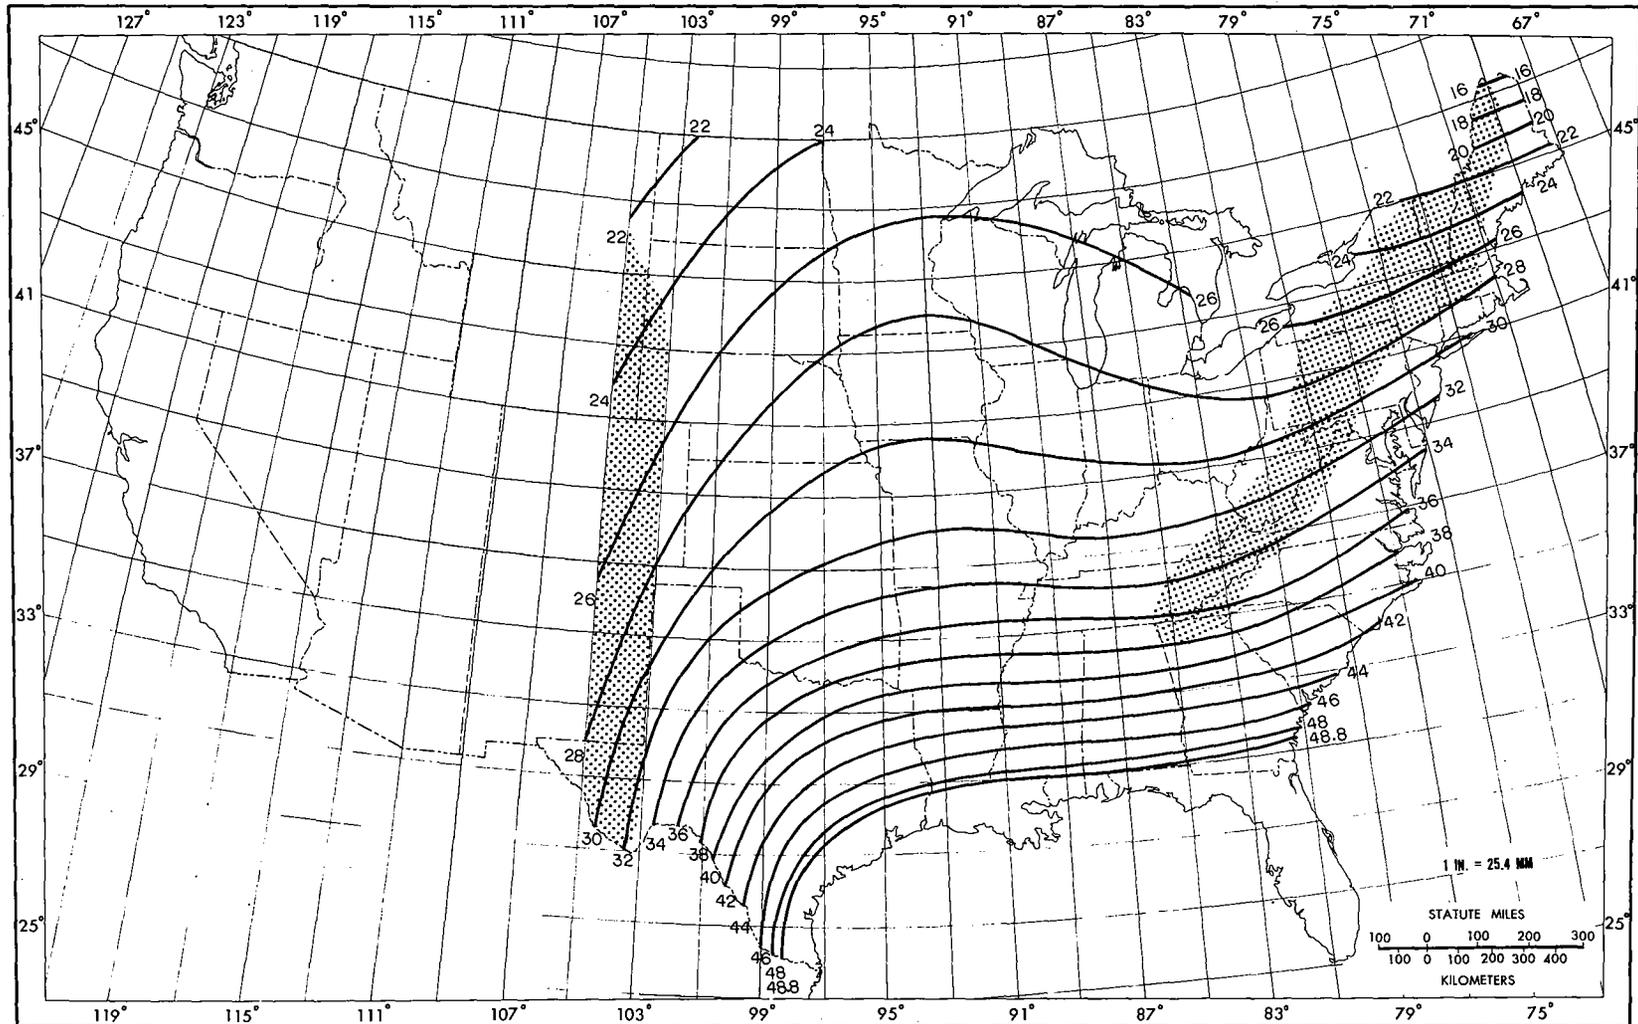 127° 123° 119° 115° 111° 107° 103° 99° 95° 91° 87° 83° 79° 75° 71° 67°
16 16
18 18
45° 22 24 20 20 22 45°
22 24
22 24 26
41° 26 26 28 41°
30
24 32
37° 34 37°
36
38
26 40
33° 42 33°
44
46
28 48
29° 48.8 29°
30 32 34 36 38
40
42
1 IN. = 25.4 MM
25° 44 STATUTE MILES 25°
100 0 100 200 300
46 100 0 100 200 300 400
48 KILOMETERS
48.8
119° 115° 111° 107° 103° 99° 95° 91° 87° 83° 79° 75°